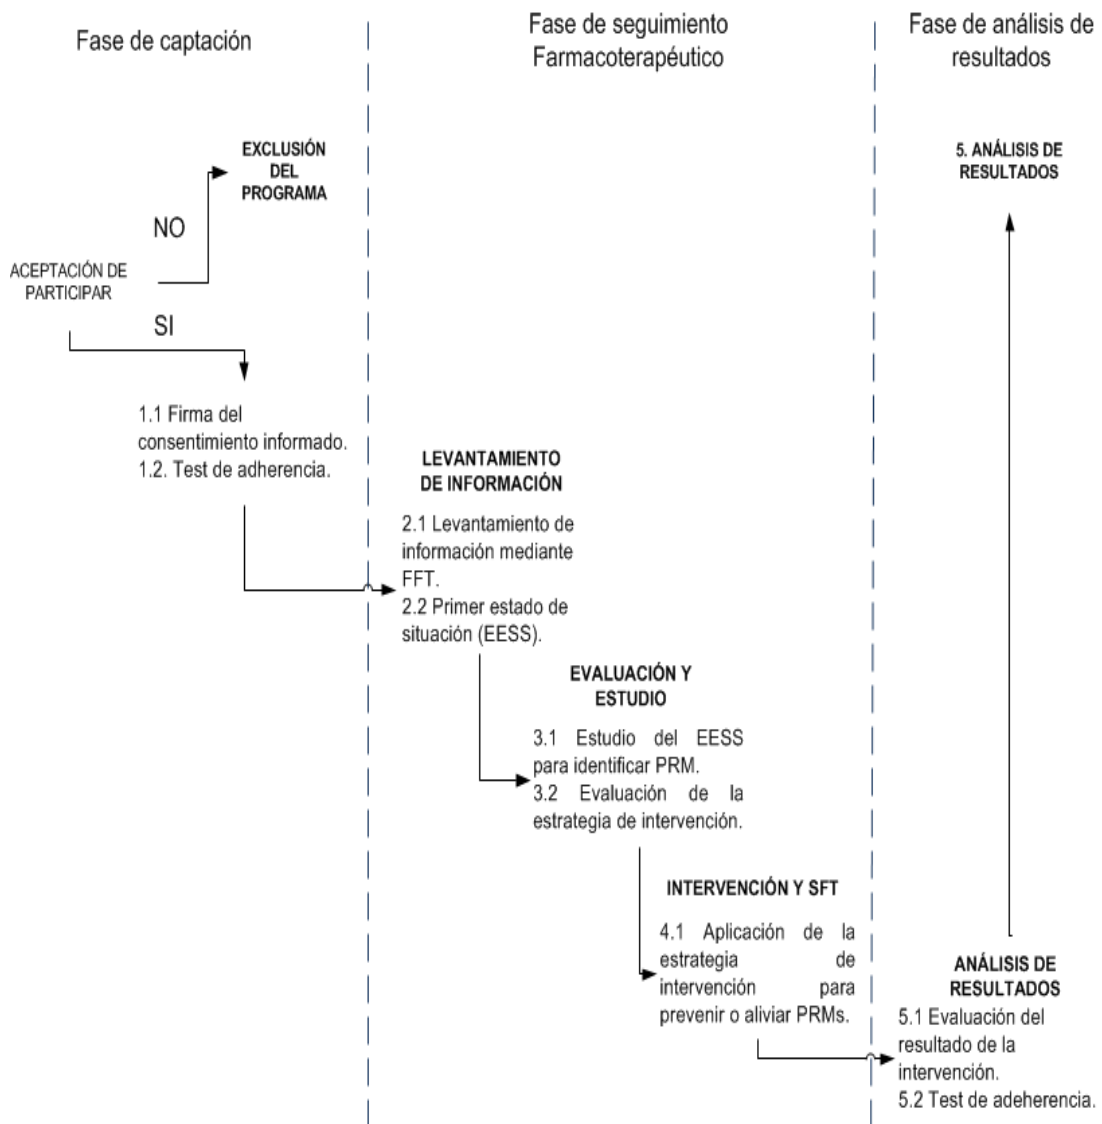 Fase de captación
Fase de seguimiento
Farmacoterapéutico
Fase de análisis de
resultados
EXCLUSIÓN
DEL
PROGRAMA
5. ANÁLISIS DE
RESULTADOS
NO
ACEPTACIÓN DE
PARTICIPAR
SI
1.1 Firma del
consentimiento informado.
1.2. Test de adherencia.
LEVANTAMIENTO
DE INFORMACIÓN
2.1 Levantamiento de
información mediante
FFT.
2.2 Primer estado de
situación (EESS).
EVALUACIÓN Y
ESTUDIO
3.1 Estudio del EESS
para identificar PRM.
3.2 Evaluación de la
estrategia de intervención.
INTERVENCIÓN Y SFT
4.1 Aplicación de la
estrategia de
intervención para
prevenir o aliviar PRMs.
ANÁLISIS DE
RESULTADOS
5.1 Evaluación del
resultado de la
intervención.
5.2 Test de adeherencia.